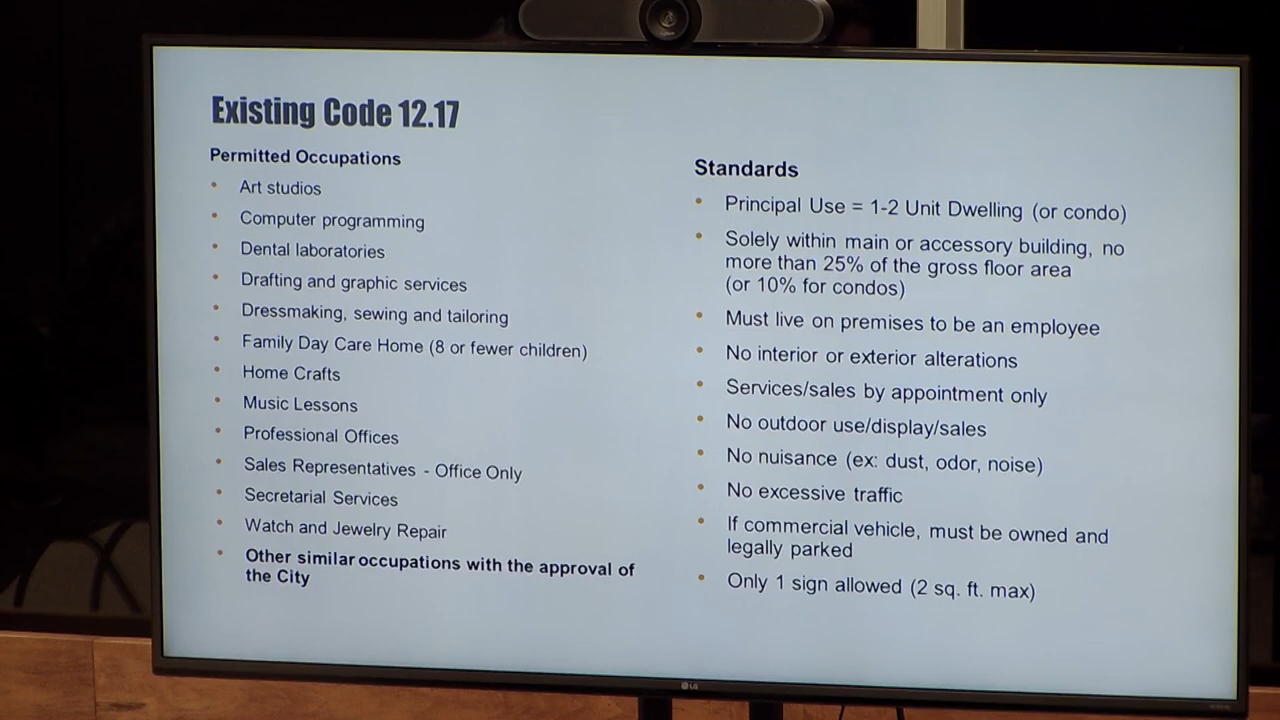 Existing Code 12.17
Permitted Occupations
• Art studios
• Computer programming
• Dental laboratories
• Drafting and graphic services
• Dressmaking, sewing and tailoring
• Family Day Care Home (8 or fewer children)
• Home Crafts
• Music Lessons
• Professional Offices
• Sales Representatives - Office Only
• Secretarial Services
• Watch and Jewelry Repair
• Other similar occupations with the approval of
the City
Standards
• Principal Use = 1-2 Unit Dwelling (or condo)
• Solely within main or accessory building, no
more than 25% of the gross floor area
(or 10% for condos)
• Must live on premises to be an employee
• No interior or exterior alterations
• Services/sales by appointment only
• No outdoor use/display/sales
• No nuisance (ex: dust, odor, noise)
• No excessive traffic
• If commercial vehicle, must be owned and
legally parked
• Only 1 sign allowed (2 sq. ft. max)
LG